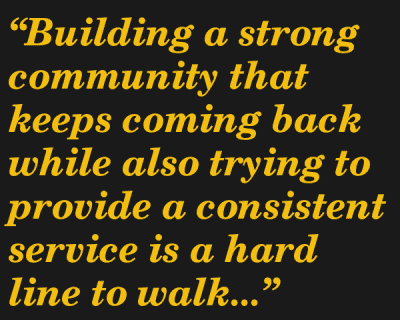 “Building a strong
community that
keeps coming back
while also trying to
provide a consistent
service is a hard
line to walk...”